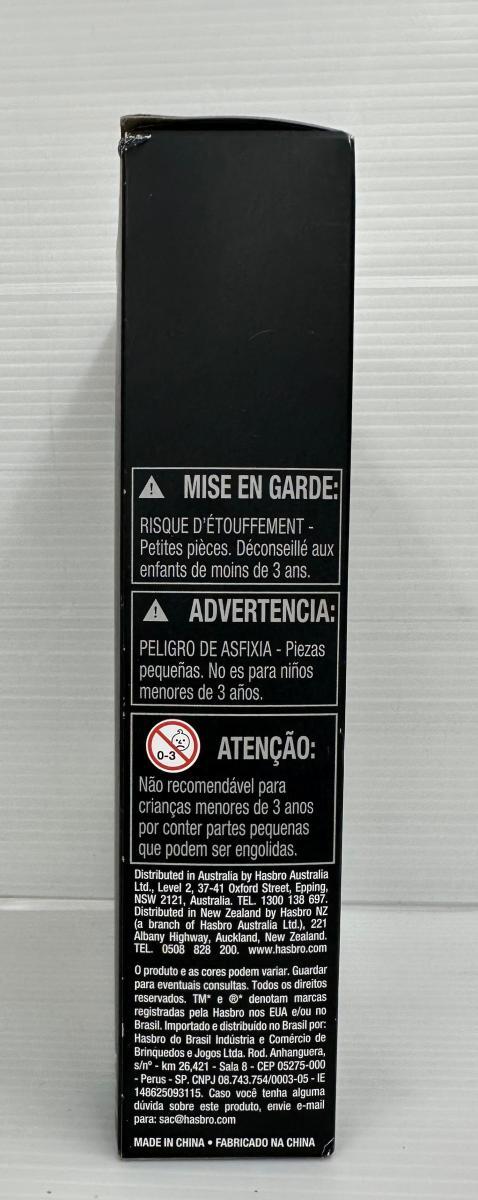 MISE EN GARDE:
RISQUE D'ÉTOUFFEMENT -
Petites pièces. Déconseillé aux
enfants de moins de 3 ans.
ADVERTENCIA:
PELIGRO DE ASFIXIA - Piezas
pequeñas. No es para niños
menores de 3 años.
0-3
ATENÇÃO:
Não recomendável para
crianças menores de 3 anos
por conter partes pequenas
que podem ser engolidas.
Distributed in Australia by Hasbro Australia
Ltd., Level 2, 37-41 Oxford Street, Epping,
NSW 2121, Australia. TEL. 1300 138 697.
Distributed in New Zealand by Hasbro NZ
(a branch of Hasbro Australia Ltd.), 221
Albany Highway, Auckland, New Zealand.
TEL. 0508 828 200. www.hasbro.com
O produto e as cores podem variar. Guardar
para eventuais consultas. Todos os direitos
reservados. TM* e ®* denotam marcas
registradas pela Hasbro nos EUA e/ou no
Brasil. Importado e distribuído no Brasil por:
Hasbro do Brasil Indústria e Comércio de
Brinquedos e Jogos Ltda. Rod. Anhanguera,
s/nº - km 26,421 - Sala 8 - CEP 05275-000
- Perus - SP. CNPJ 08.743.754/0003-05 - IE
148625093115. Caso você tenha alguma
dúvida sobre este produto, envie e-mail
para: sac@hasbro.com
MADE IN CHINA • FABRICADO NA CHINA